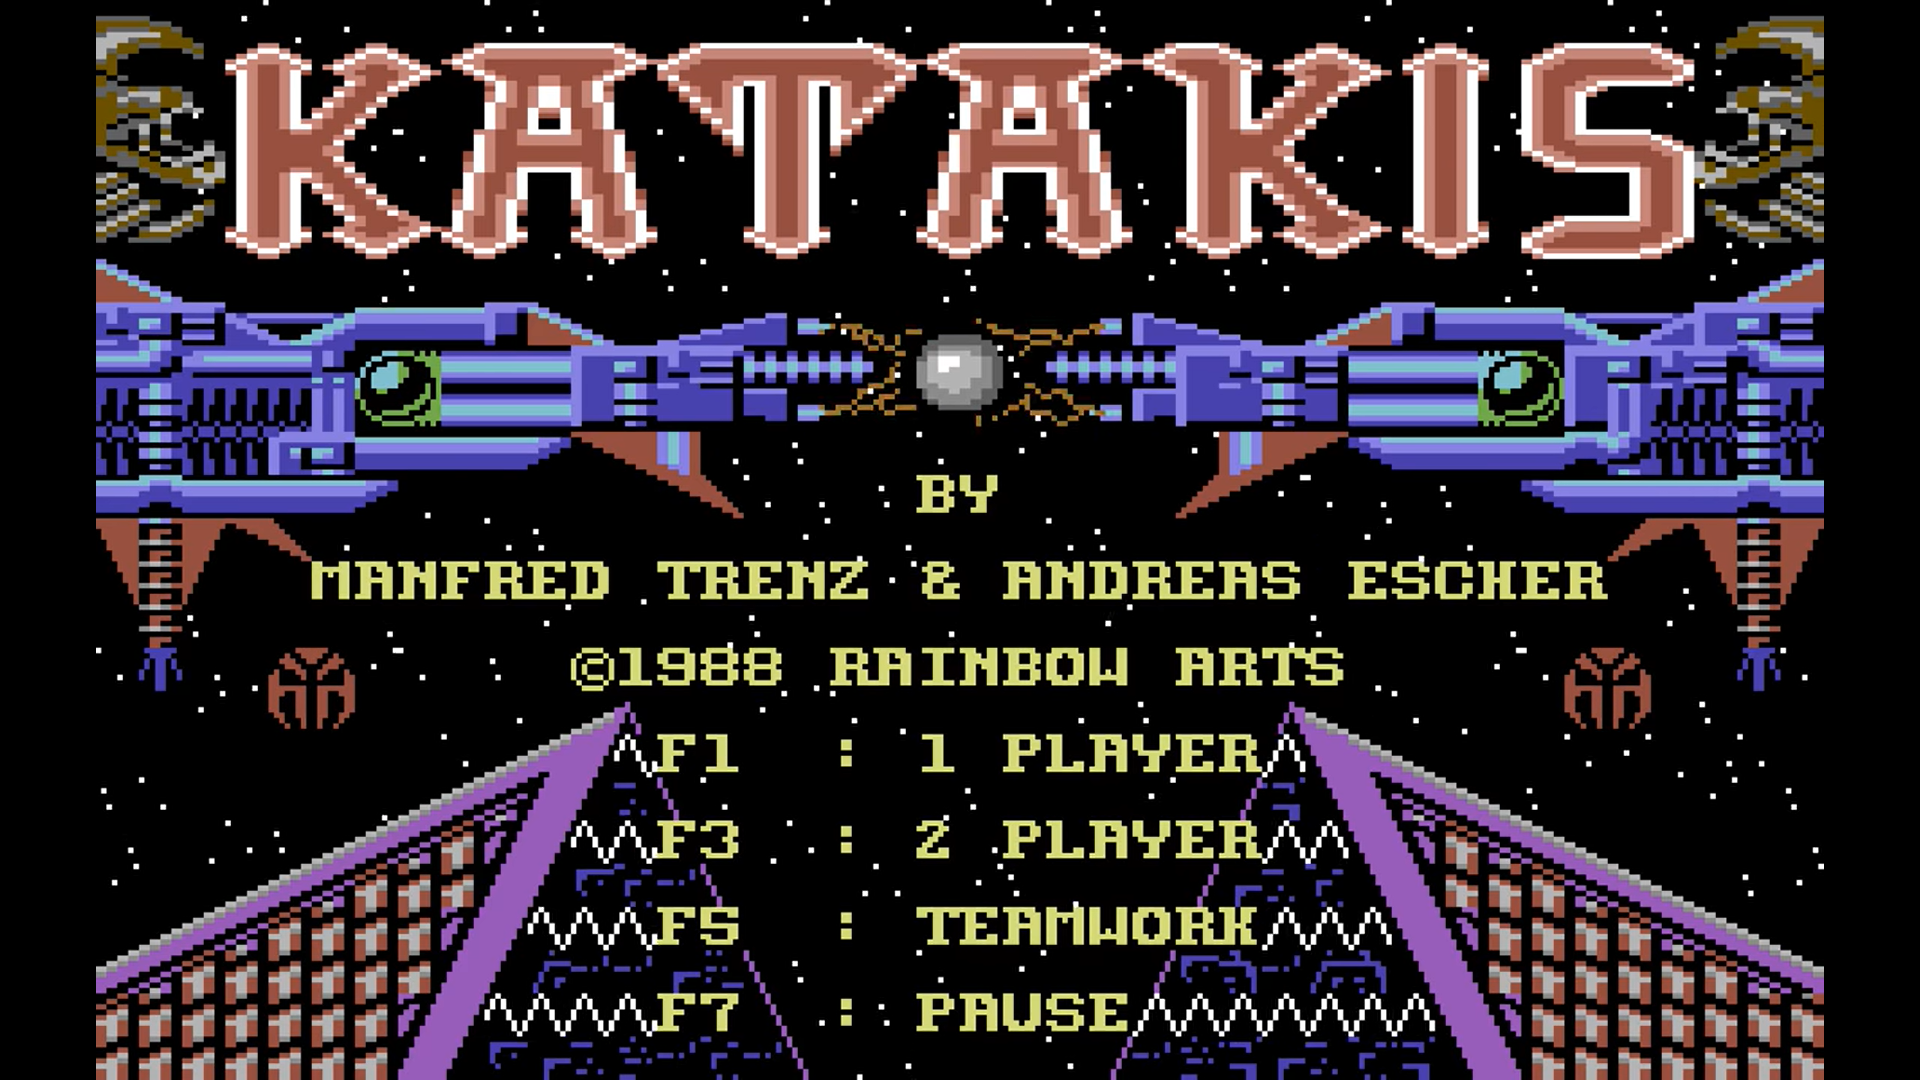 KATAKIS
BY
MANFRED TRENZ & ANDREAS ESCHER
©1988 RAINBOW ARTS
F1 : 1 PLAYER
F3 : 2 PLAYER
F5 : TEAMWORK
F7 : PAUSE